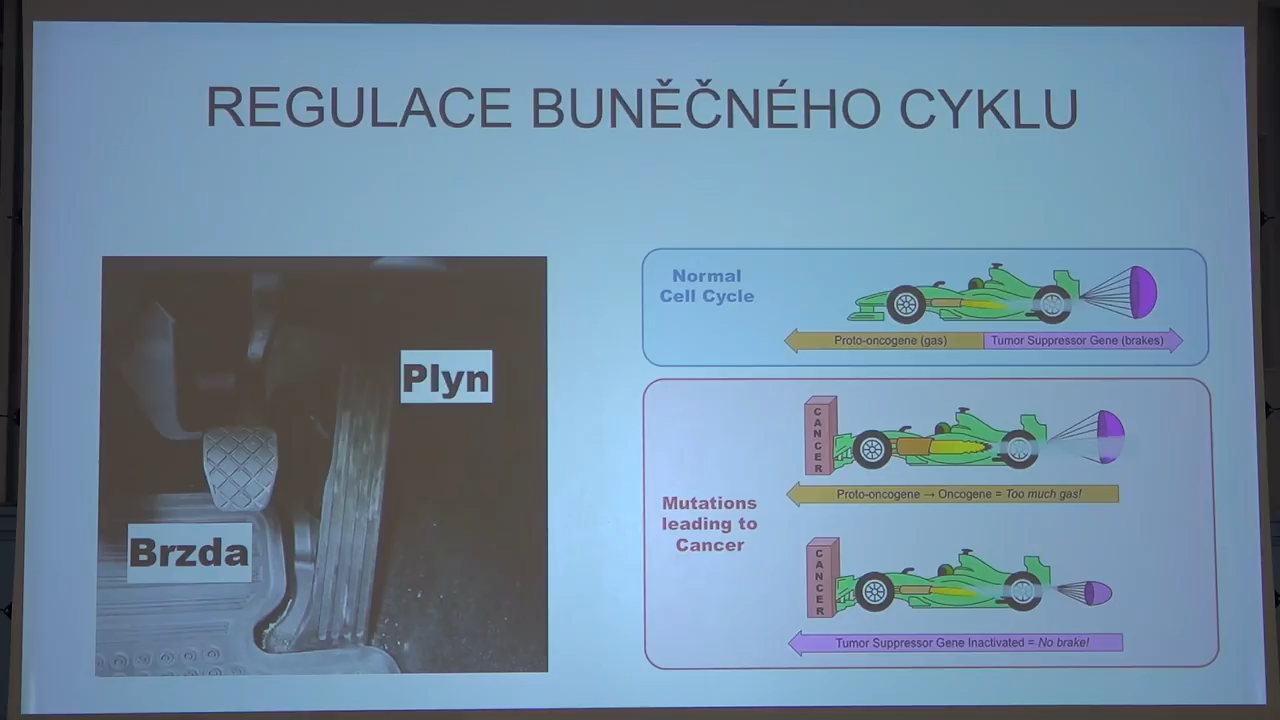 REGULACE BUNĚČNÉHO CYKLU
Plyn
Brzda
Normal
Cell Cycle
Proto-oncogene (gas)
Tumor Suppressor Gene (brakes)
Mutations
leading to
Cancer
CANCER
Proto-oncogene → Oncogene = Too much gas!
CANCER
Tumor Suppressor Gene Inactivated = No brake!